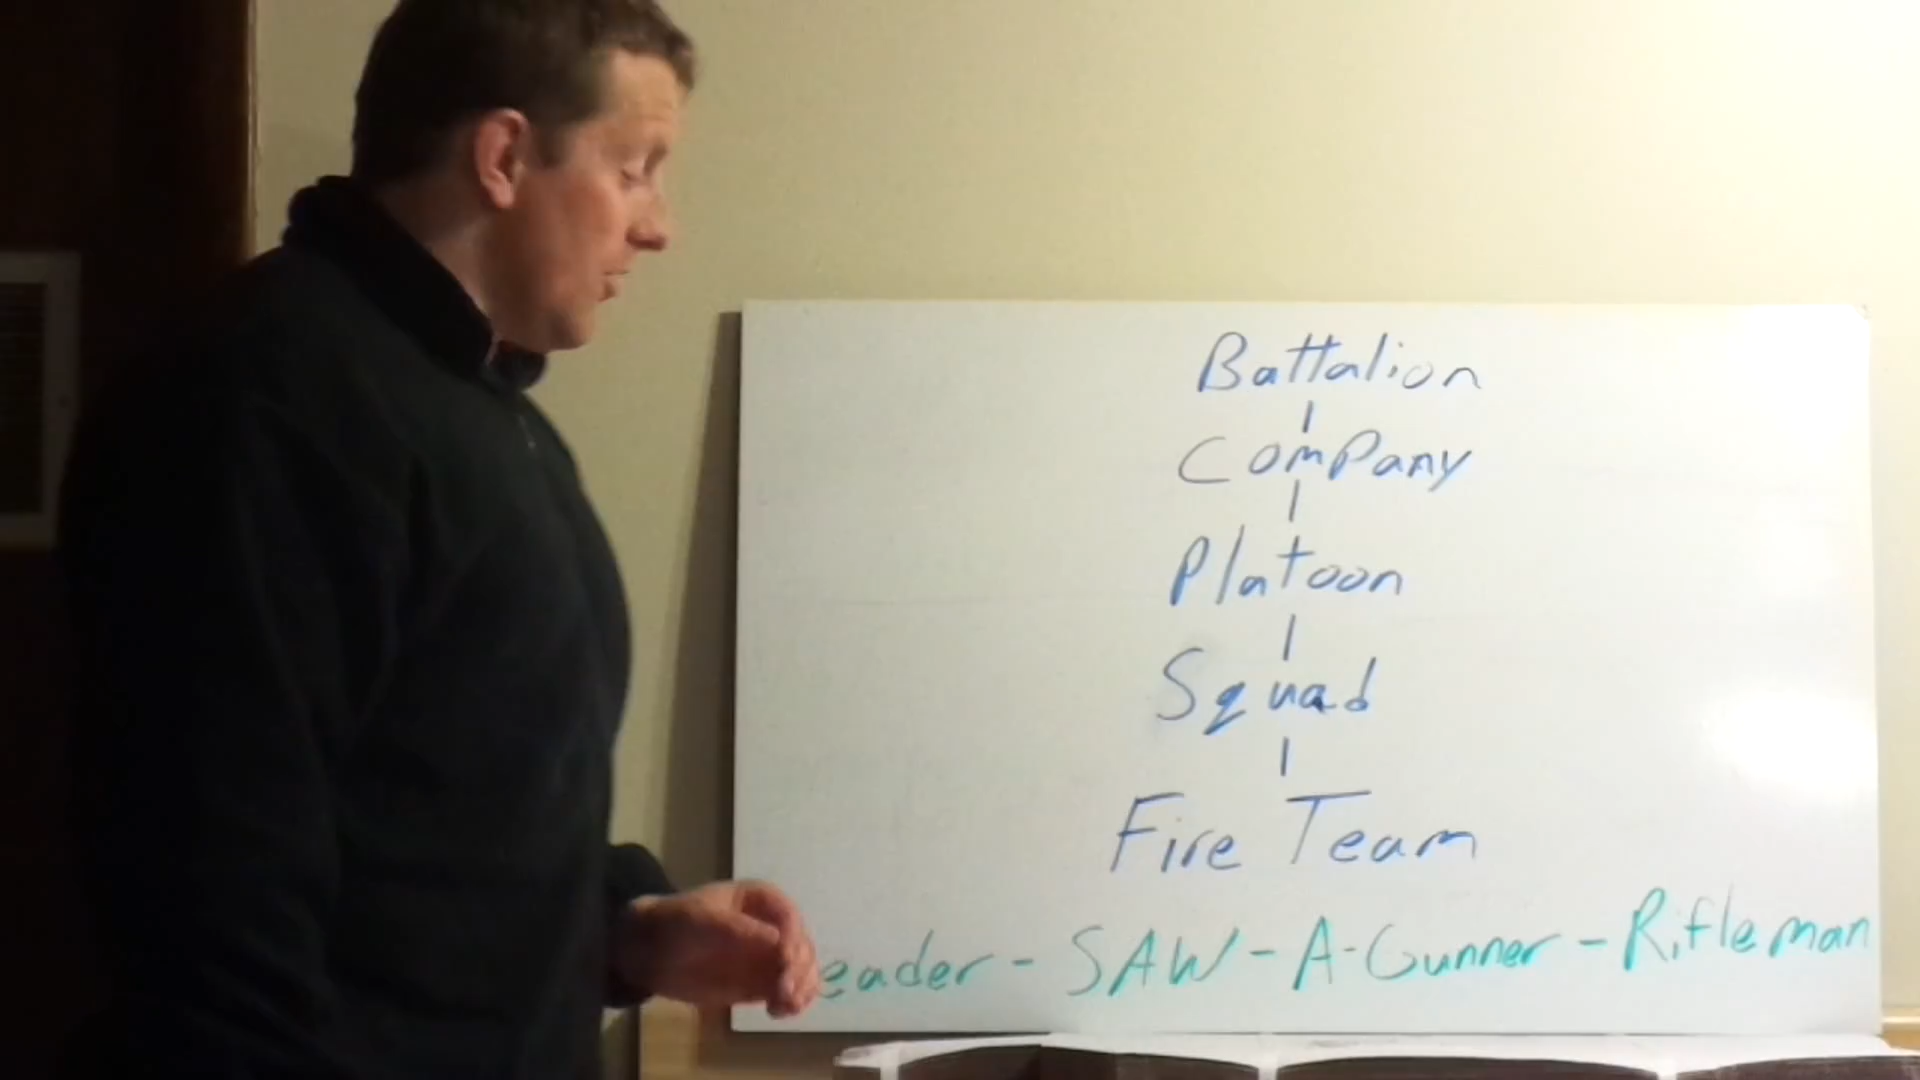 Battalion
ComPany
Platoon
Squad
Fire Team
eader - SAW - A-Gunner - Rifleman